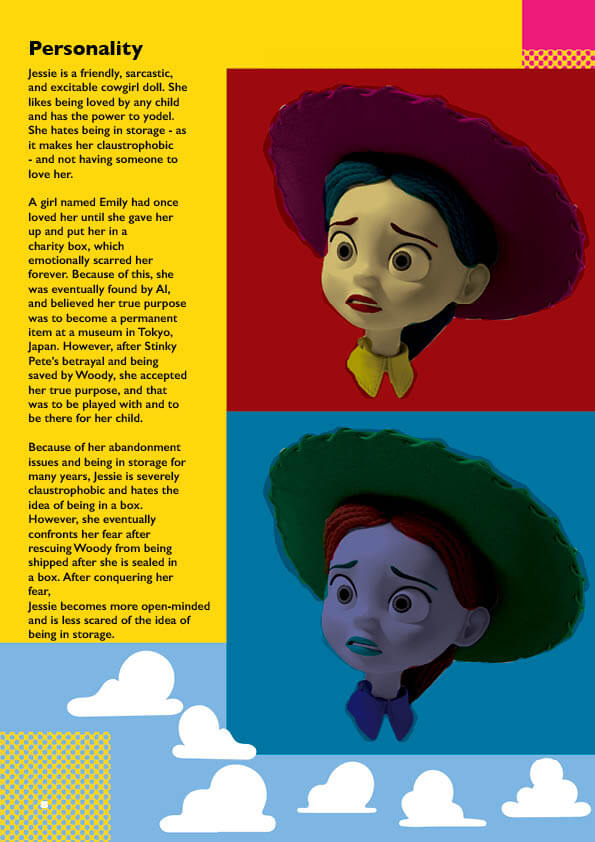 Personality
Jessie is a friendly, sarcastic,
and excitable cowgirl doll. She
likes being loved by any child
and has the power to yodel.
She hates being in storage - as
it makes her claustrophobic
- and not having someone to
love her.
A girl named Emily had once
loved her until she gave her
up and put her in a
charity box, which
emotionally scarred her
forever. Because of this, she
was eventually found by Al,
and believed her true purpose
was to become a permanent
item at a museum in Tokyo,
Japan. However, after Stinky
Pete's betrayal and being
saved by Woody, she accepted
her true purpose, and that
was to be played with and to
be there for her child.
Because of her abandonment
issues and being in storage for
many years, Jessie is severely
claustrophobic and hates the
idea of being in a box.
However, she eventually
confronts her fear after
rescuing Woody from being
shipped after she is sealed in
a box. After conquering her
fear,
Jessie becomes more open-minded
and is less scared of the idea of
being in storage.